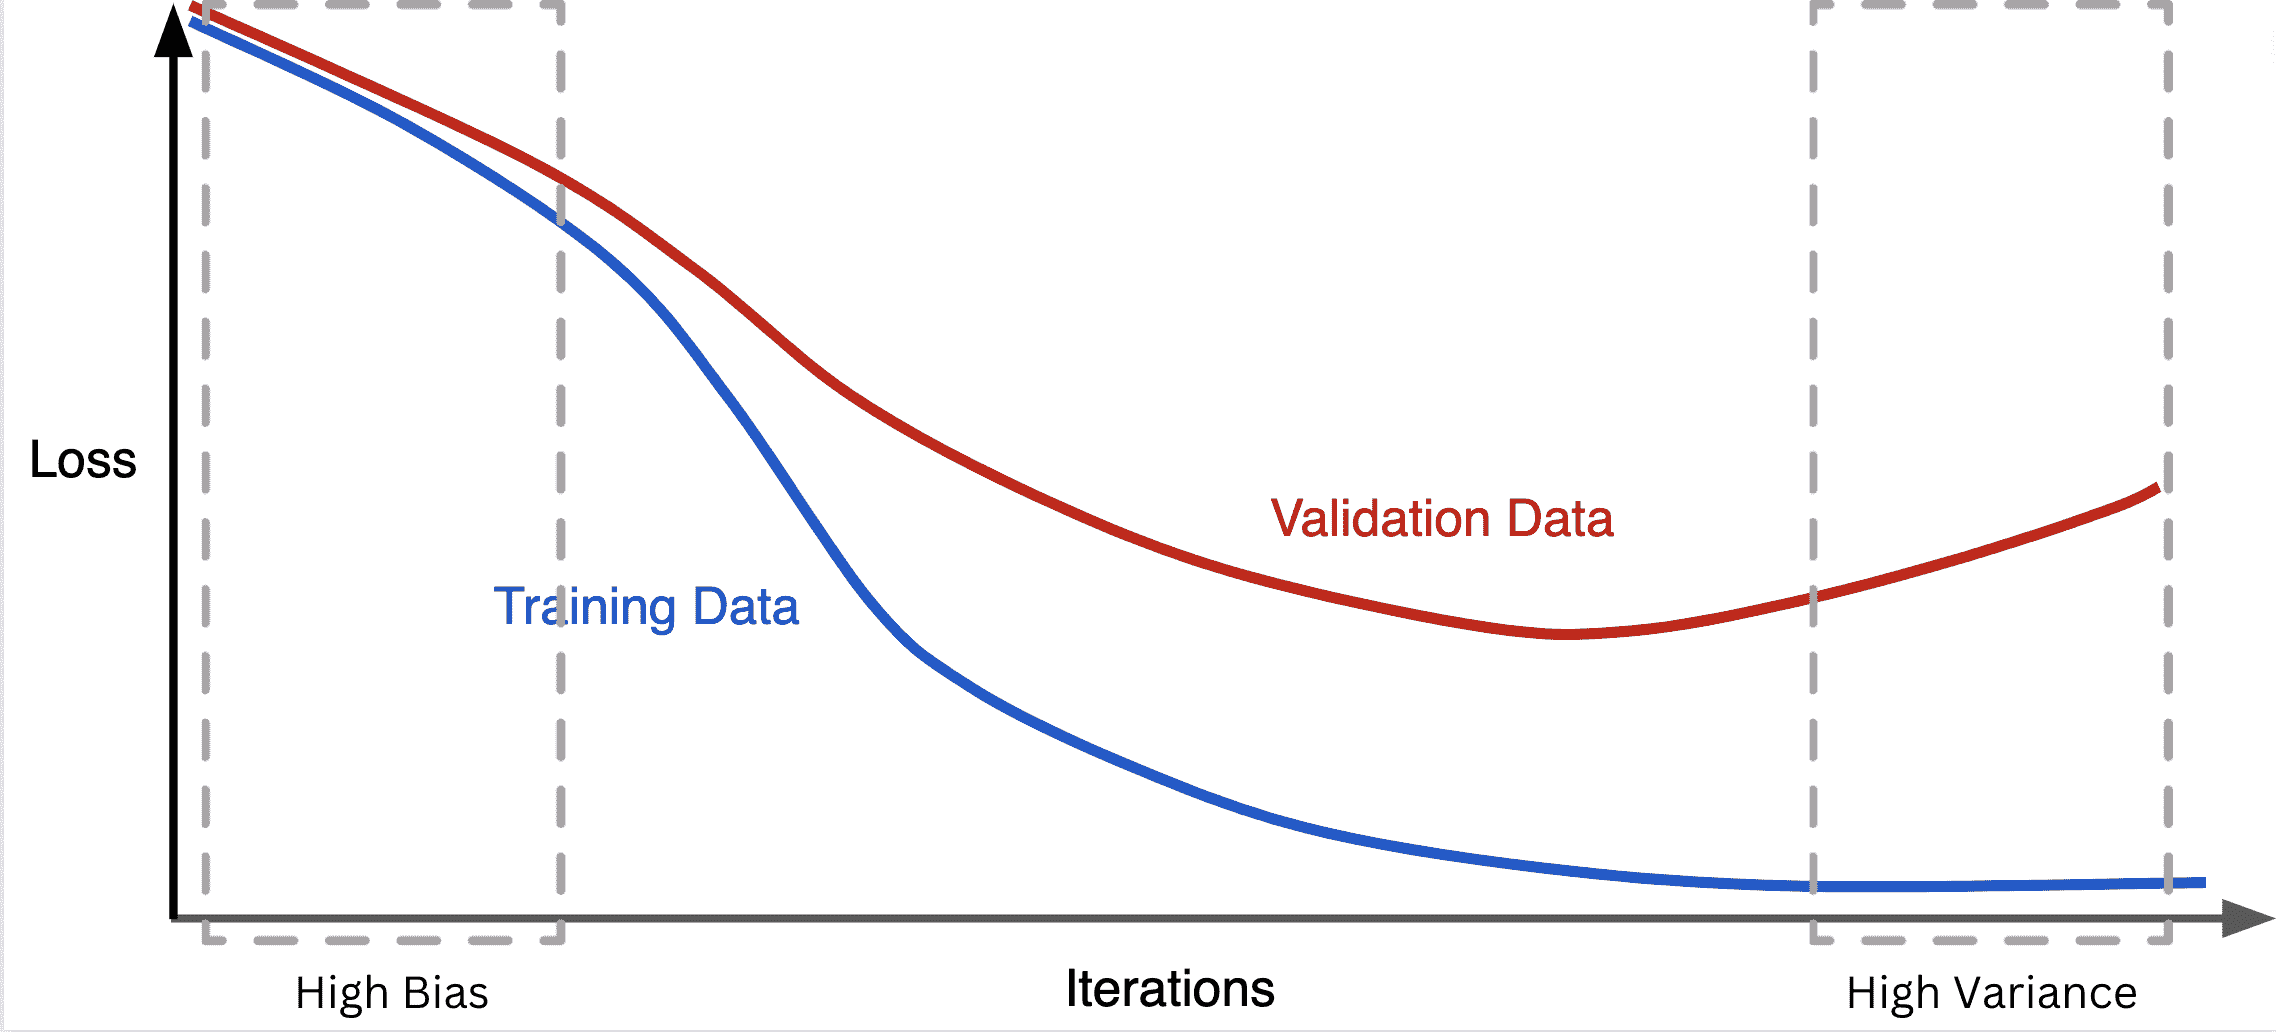 Loss
Validation Data
Training Data
High Bias
Iterations
High Variance